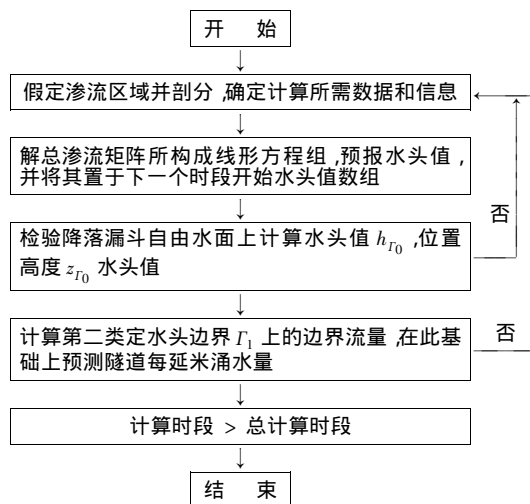 开 始
假定渗流区域并剖分,确定计算所需数据和信息
解总渗流矩阵所构成线形方程组,预报水头值,
并将其置于下一个时段开始水头值数组
否
检验降落漏斗自由水面上计算水头值 h_{Γ0},位置
高度 z_{Γ0} 水头值
计算第二类定水头边界 Γ1 上的边界流量,在此基
础上预测隧道每延米涌水量
否
计算时段 > 总计算时段
结 束